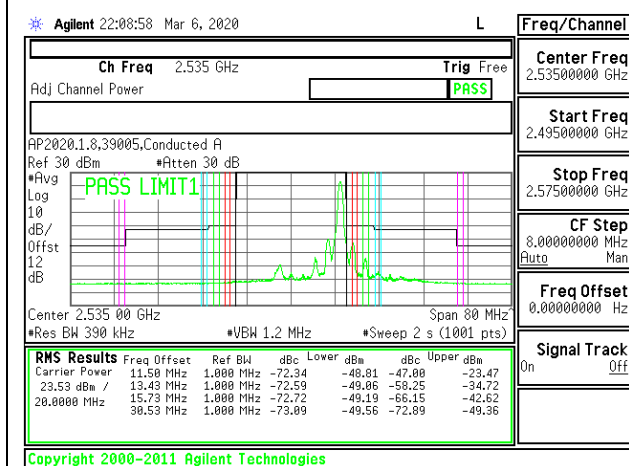 Agilent 22:08:58 Mar 6, 2020 L
Freq/Channel
Ch Freq 2.535 GHz Trig Free
Adj Channel Power PASS
AP2020.1.8,39005,Conducted A
Ref 30 dBm #Atten 30 dB
#Avg
Log
10
dB/
Offst
12
dB
PASS LIMIT1
Center 2.535 00 GHz Span 80 MHz
#Res BW 390 kHz #VBW 1.2 MHz #Sweep 2 s (1001 pts)
RMS Results Freq Offset Ref BW dBc Lower dBm dBc Upper dBm
Carrier Power 11.50 MHz 1.000 MHz -72.34 -48.81 -47.00 -23.47
23.53 dBm / 13.43 MHz 1.000 MHz -72.59 -49.06 -58.25 -34.72
20.0000 MHz 15.73 MHz 1.000 MHz -72.72 -49.19 -66.15 -42.62
30.53 MHz 1.000 MHz -73.09 -49.56 -72.89 -49.36
Copyright 2000-2011 Agilent Technologies
Center Freq
2.53500000 GHz
Start Freq
2.49500000 GHz
Stop Freq
2.57500000 GHz
CF Step
8.00000000 MHz
Auto Man
Freq Offset
0.00000000 Hz
Signal Track
On Off